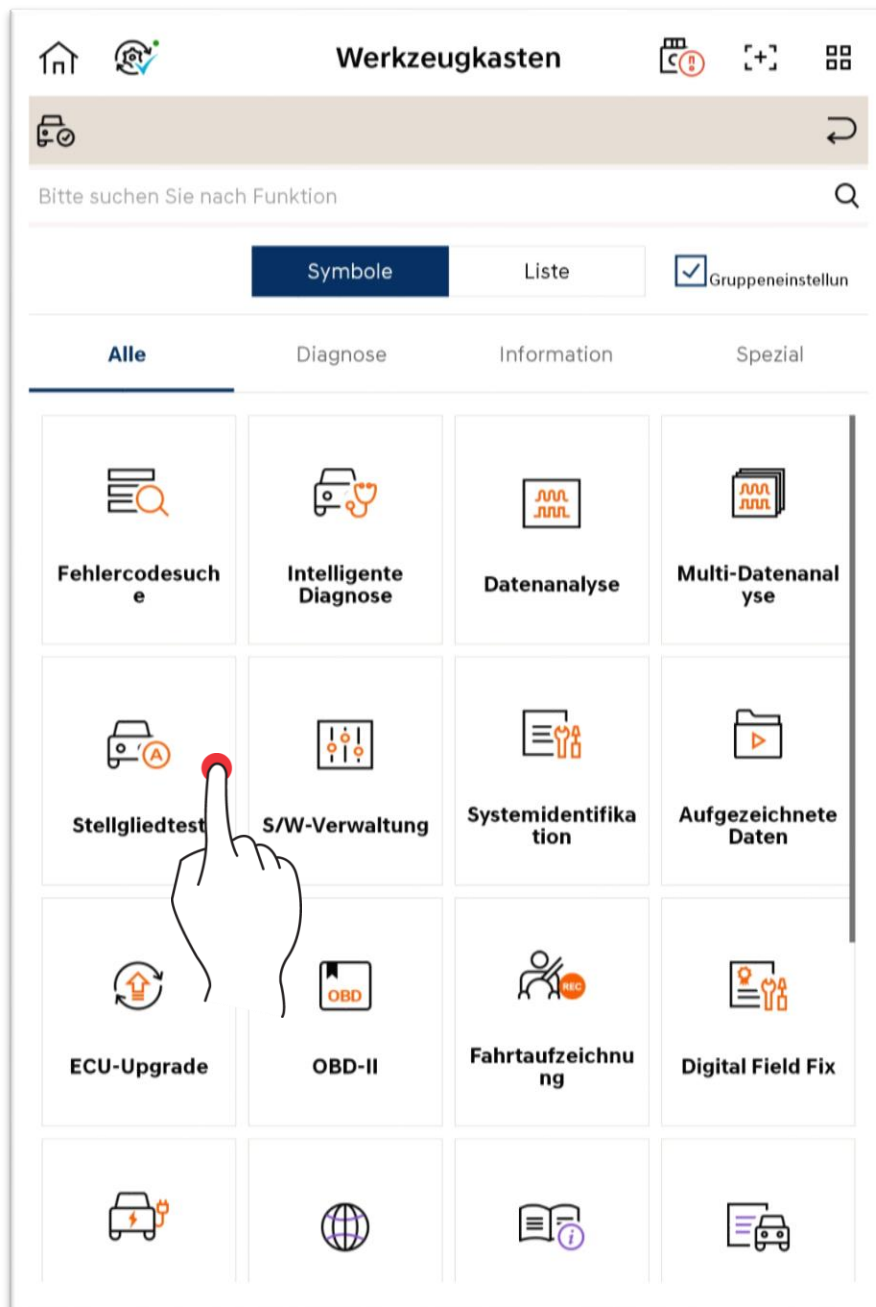 Werkzeugkasten
Bitte suchen Sie nach Funktion
Symbole
Liste
Gruppeneinstellun
Alle
Diagnose
Information
Spezial
Fehlercodesuch
e
Intelligente
Diagnose
Datenanalyse
Multi-Datenanal
yse
A
Stellgliedtest
S/W-Verwaltung
Systemidentifika
tion
Aufgezeichnete
Daten
ECU-Upgrade
OBD
OBD-II
REC
Fahrtaufzeichnu
ng
Digital Field Fix